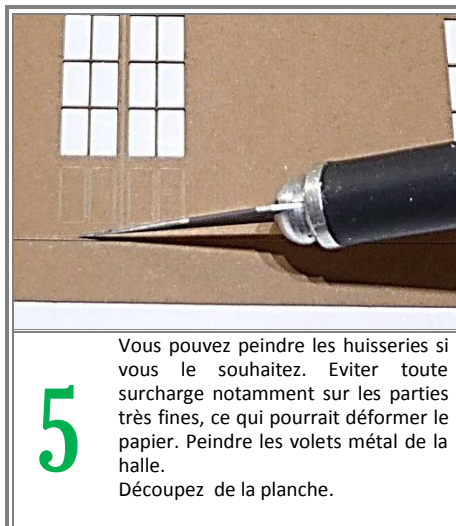 5
Vous pouvez peindre les huisseries si
vous le souhaitez. Eviter toute
surcharge notamment sur les parties
très fines, ce qui pourrait déformer le
papier. Peindre les volets métal de la
halle.
Découpez de la planche.